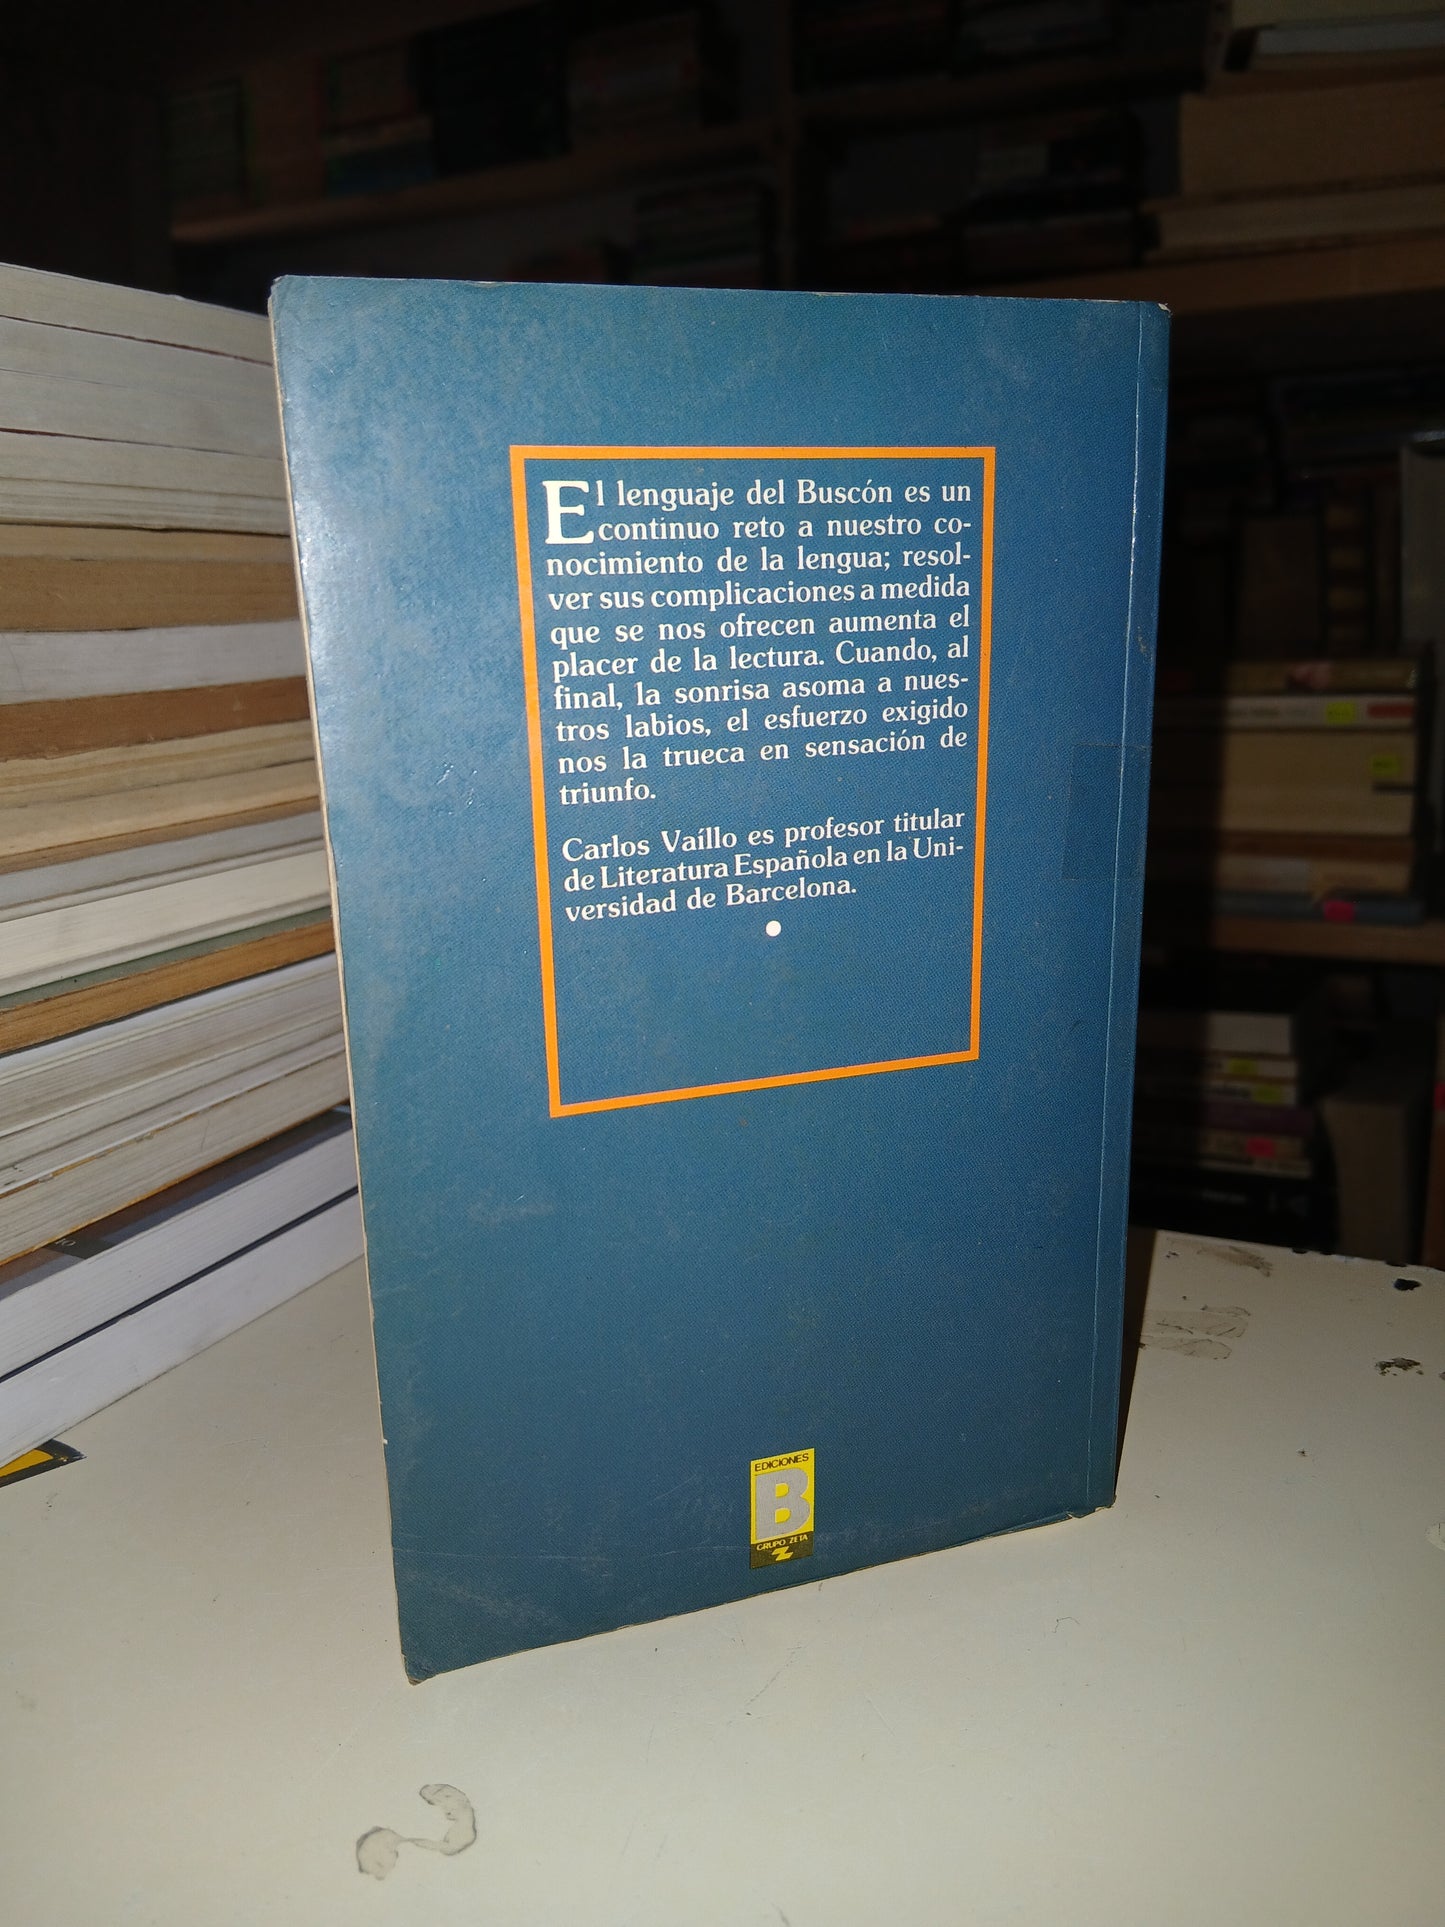 El lenguaje del Buscón es un
continuo reto a nuestro co-
nocimiento de la lengua; resol-
ver sus complicaciones a medida
que se nos ofrecen aumenta el
placer de la lectura. Cuando, al
final, la sonrisa asoma a nues-
tros labios, el esfuerzo exigido
nos la trueca en sensación de
triunfo.
Carlos Vaíllo es profesor titular
de Literatura Española en la Uni-
versidad de Barcelona.
EDICIONES
B
GRUPO ZETA